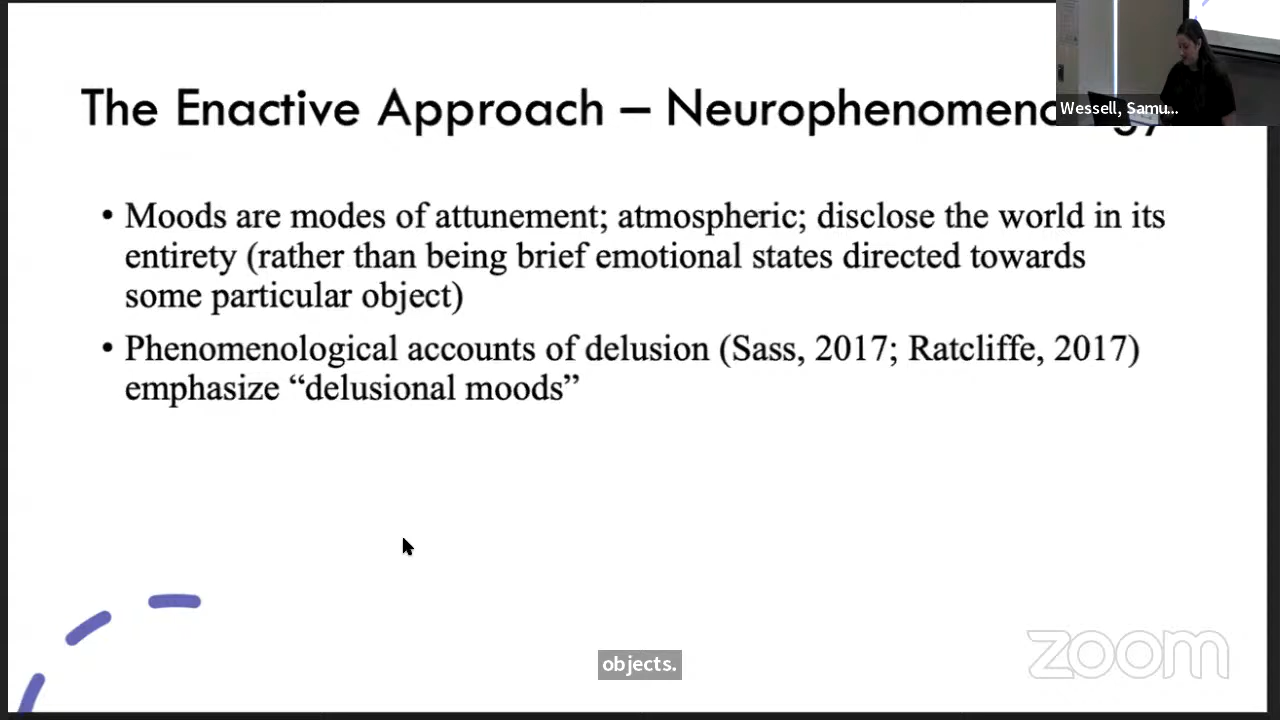 The Enactive Approach – Neurophenomeno gy
Wessell, Samu...
• Moods are modes of attunement; atmospheric; disclose the world in its
entirety (rather than being brief emotional states directed towards
some particular object)
• Phenomenological accounts of delusion (Sass, 2017; Ratcliffe, 2017)
emphasize “delusional moods”
objects.
zoom